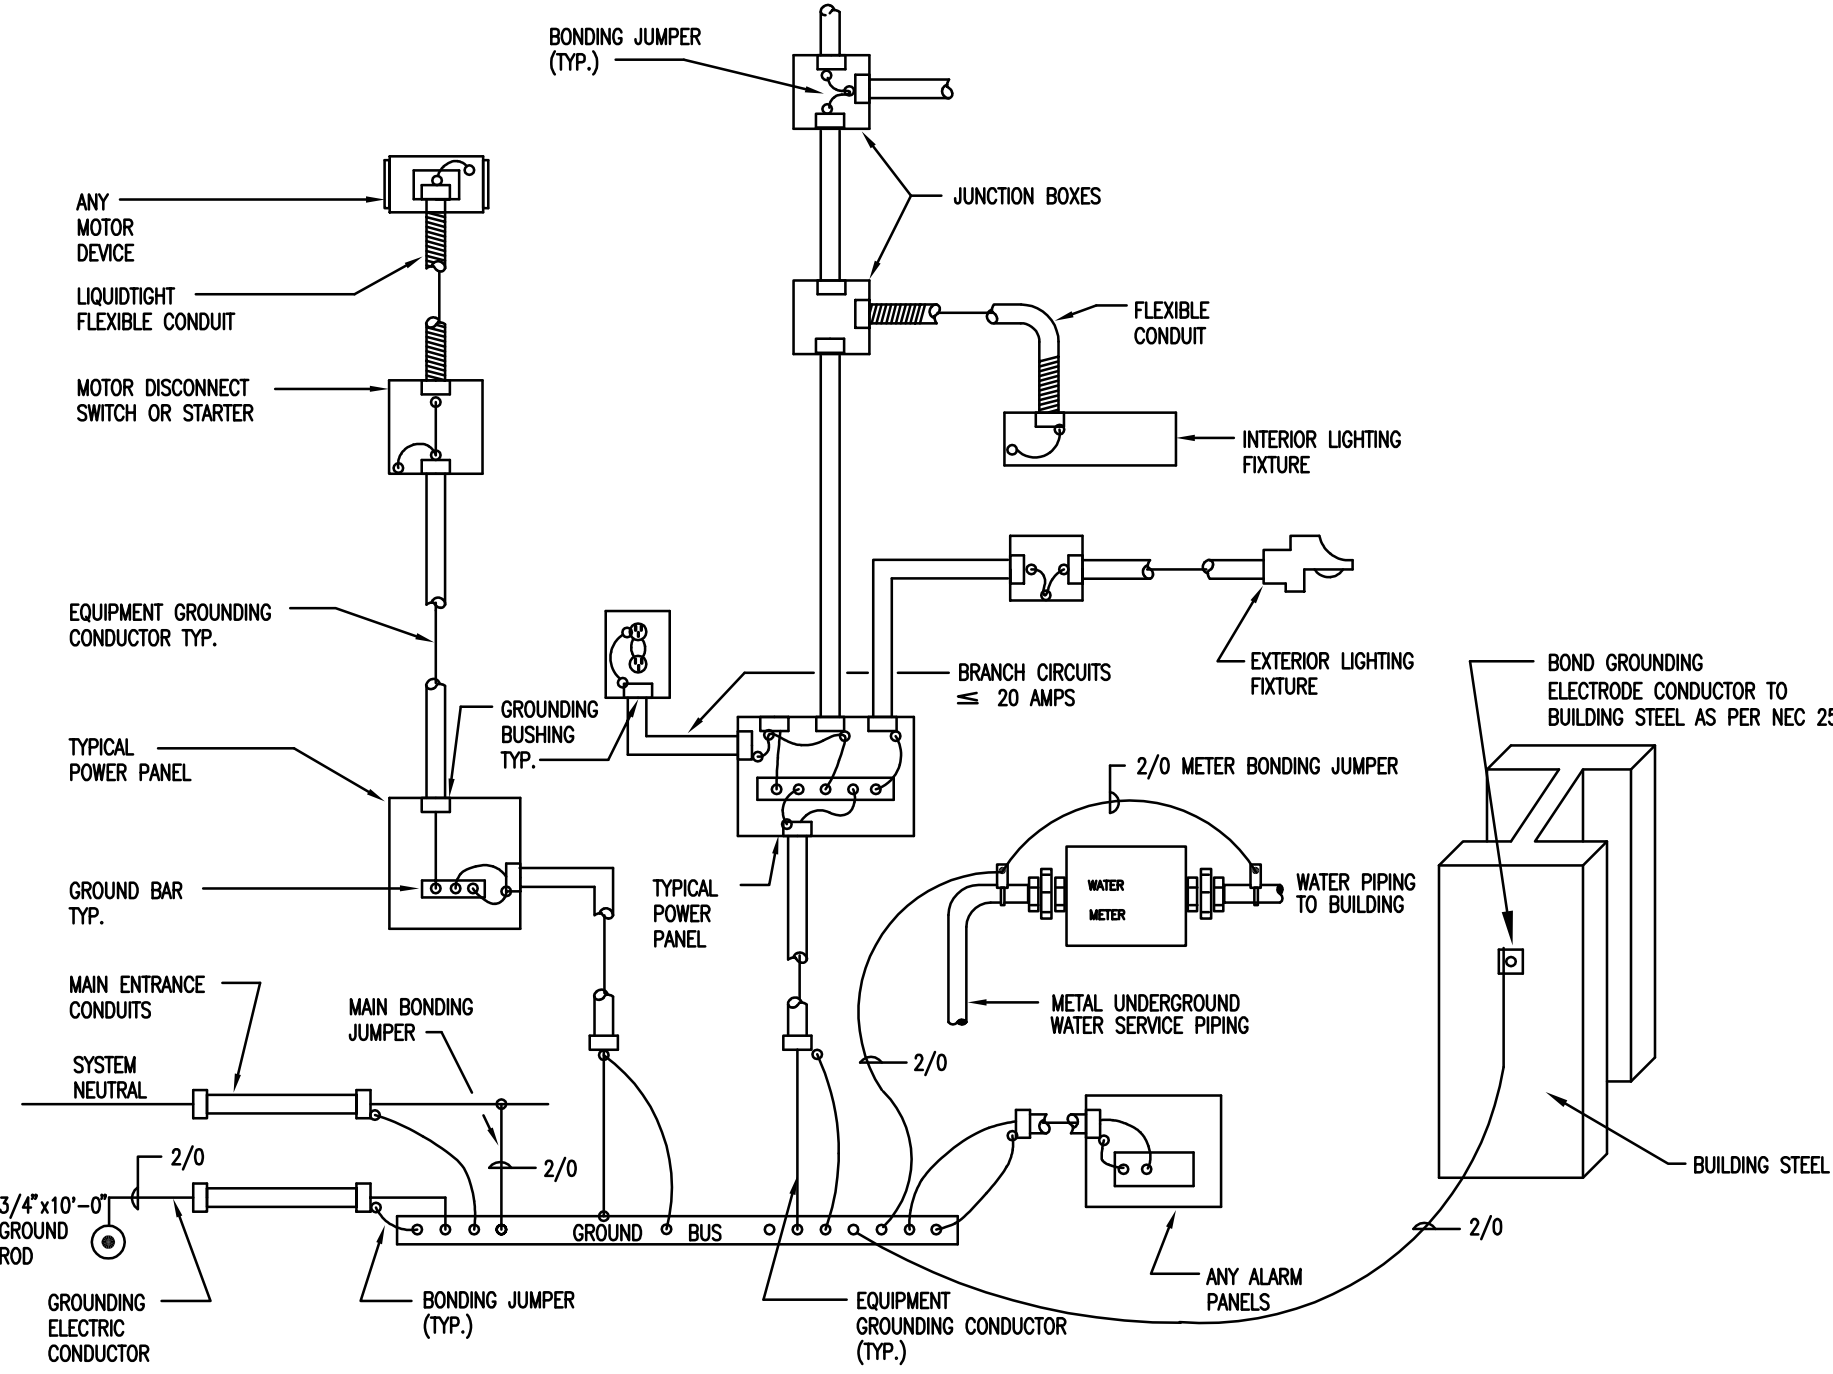 BONDING JUMPER
(TYP.)
JUNCTION BOXES
ANY
MOTOR
DEVICE
LIQUIDTIGHT
FLEXIBLE CONDUIT
FLEXIBLE
CONDUIT
MOTOR DISCONNECT
SWITCH OR STARTER
INTERIOR LIGHTING
FIXTURE
EQUIPMENT GROUNDING
CONDUCTOR TYP.
EXTERIOR LIGHTING
FIXTURE
BRANCH CIRCUITS
≤ 20 AMPS
BOND GROUNDING
ELECTRODE CONDUCTOR TO
BUILDING STEEL AS PER NEC 25
GROUNDING
BUSHING
TYP.
TYPICAL
POWER PANEL
2/0 METER BONDING JUMPER
GROUND BAR
TYP.
TYPICAL
POWER
PANEL
WATER
METER
WATER PIPING
TO BUILDING
MAIN ENTRANCE
CONDUITS
MAIN BONDING
JUMPER
METAL UNDERGROUND
WATER SERVICE PIPING
SYSTEM
NEUTRAL
2/0
2/0
2/0
BUILDING STEEL
3/4"x10'-0"
GROUND
ROD
GROUND BUS
2/0
ANY ALARM
PANELS
GROUNDING
ELECTRIC
CONDUCTOR
BONDING JUMPER
(TYP.)
EQUIPMENT
GROUNDING CONDUCTOR
(TYP.)